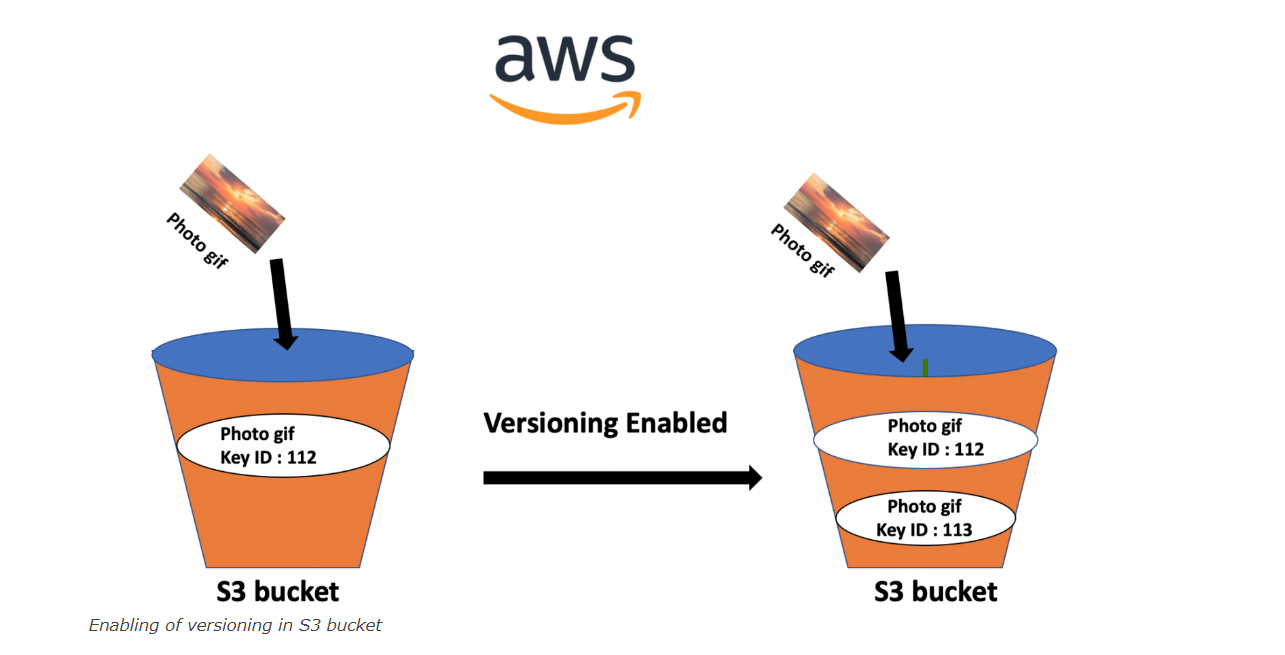 aws
Photo gif
Photo gif
Photo gif
Key ID : 112
Versioning Enabled
Photo gif
Key ID : 112
Photo gif
Key ID : 113
S3 bucket
S3 bucket
Enabling of versioning in S3 bucket